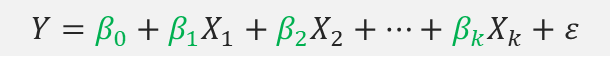 Y = β₀ + β₁X₁ + β₂X₂ + ⋯ + βₖXₖ + ε